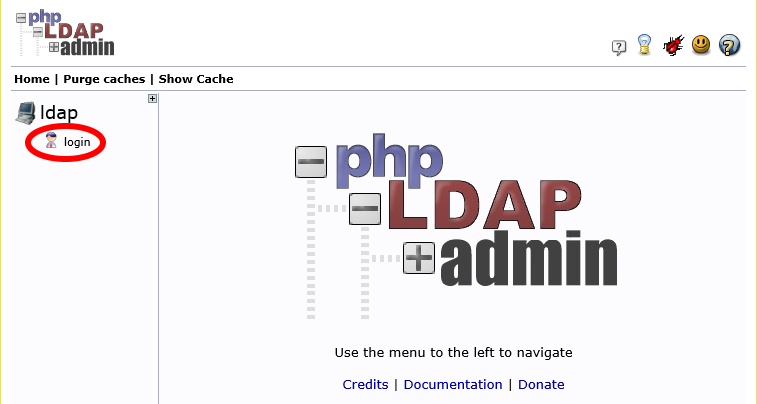 php
LDAP
admin
Home | Purge caches | Show Cache
ldap
login
php
LDAP
admin
Use the menu to the left to navigate
Credits | Documentation | Donate